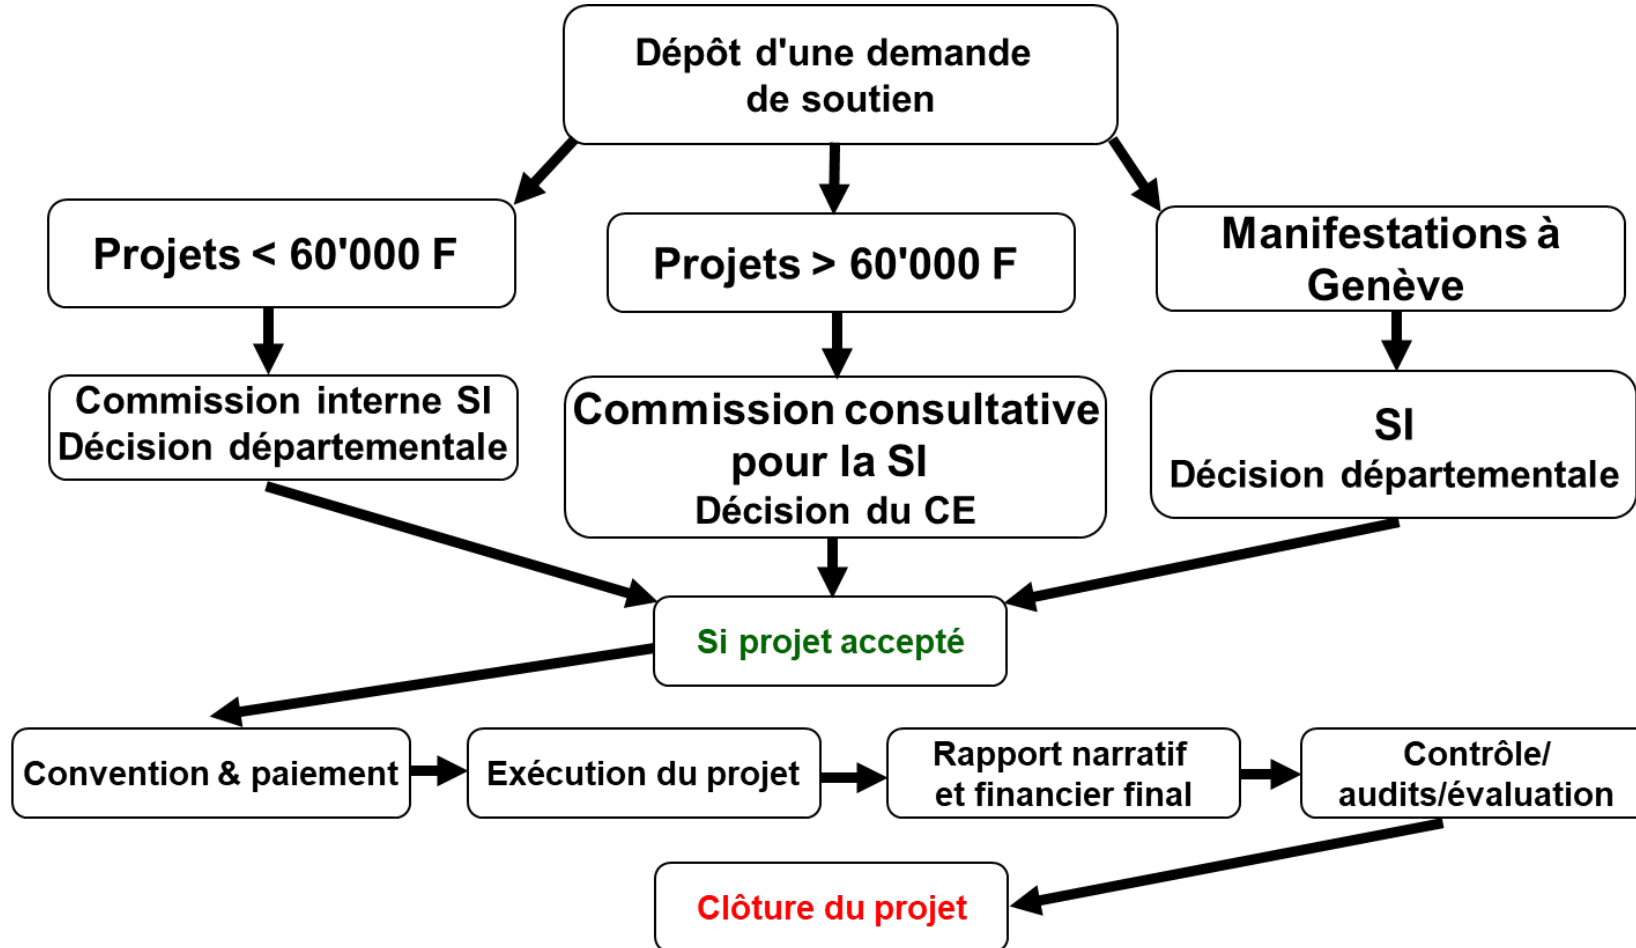 Dépôt d'une demande
de soutien
Projets < 60'000 F
Projets > 60'000 F
Manifestations à
Genève
Commission interne SI
Décision départementale
Commission consultative
pour la SI
Décision du CE
SI
Décision départementale
Si projet accepté
Convention & paiement
Exécution du projet
Rapport narratif
et financier final
Contrôle/
audits/évaluation
Clôture du projet